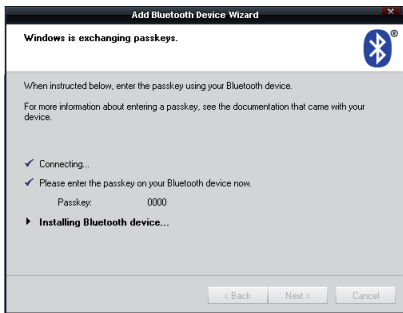 Add Bluetooth Device Wizard
Windows is exchanging passkeys.
When instructed below, enter the passkey using your Bluetooth device.
For more information about entering a passkey, see the documentation that came with your
device.
Connecting...
Please enter the passkey on your Bluetooth device now.
Passkey: 0000
Installing Bluetooth device...
< Back Next > Cancel